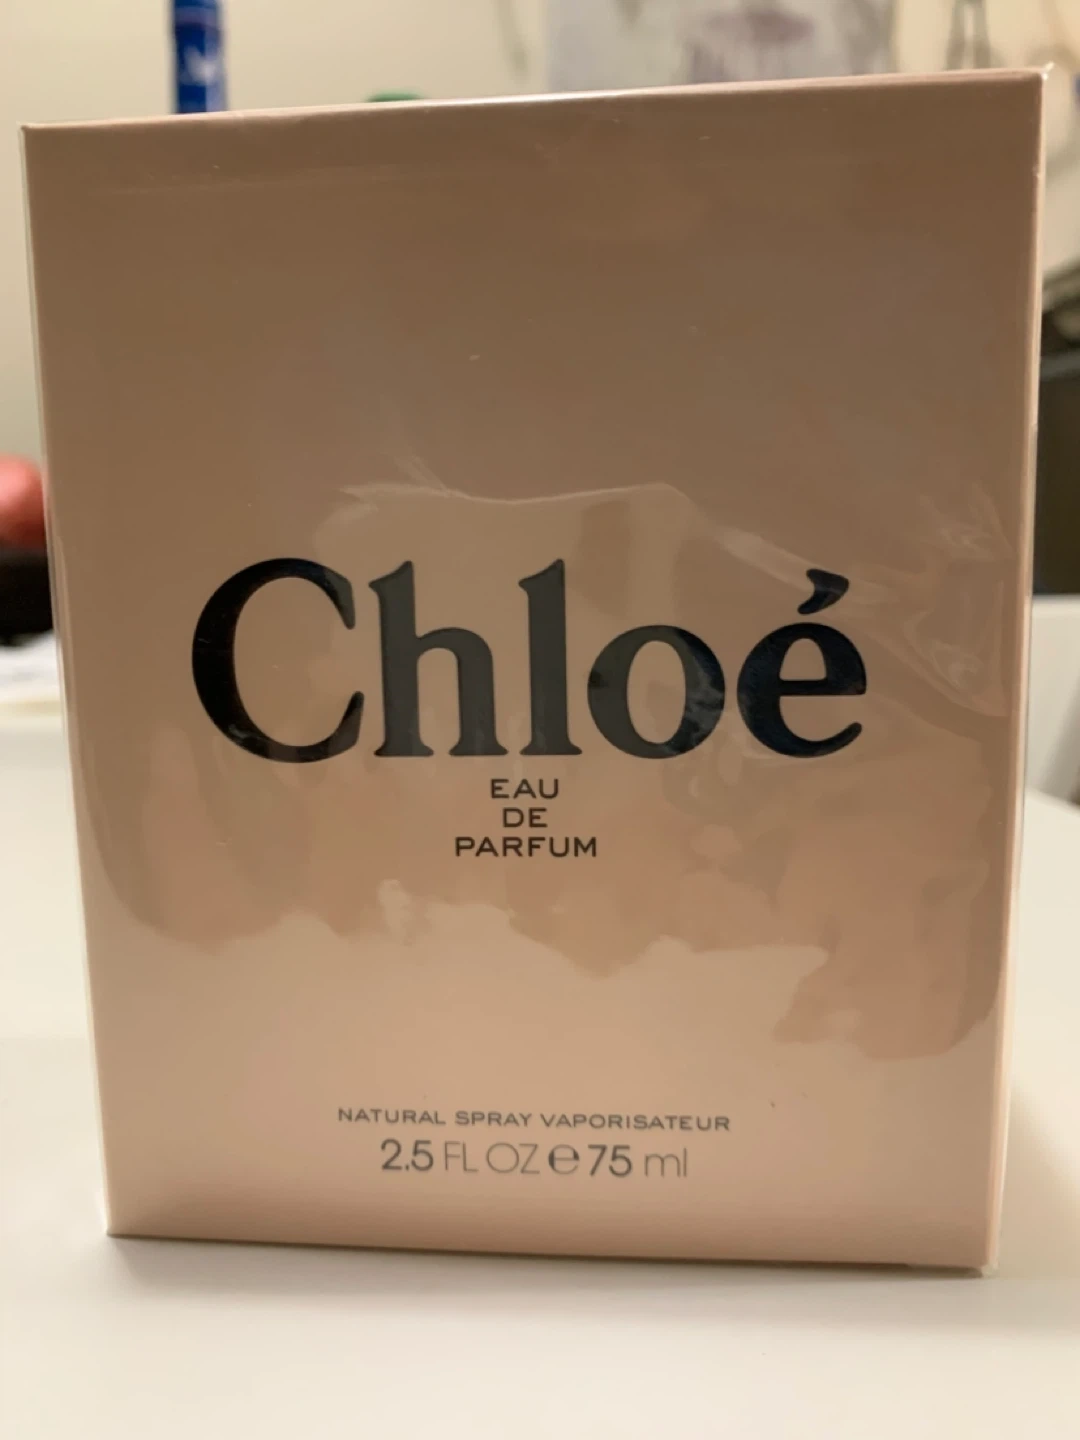 Chloé
EAU
DE
PARFUM
NATURAL SPRAY VAPORISATEUR
2.5 FL OZ ℮ 75 ml